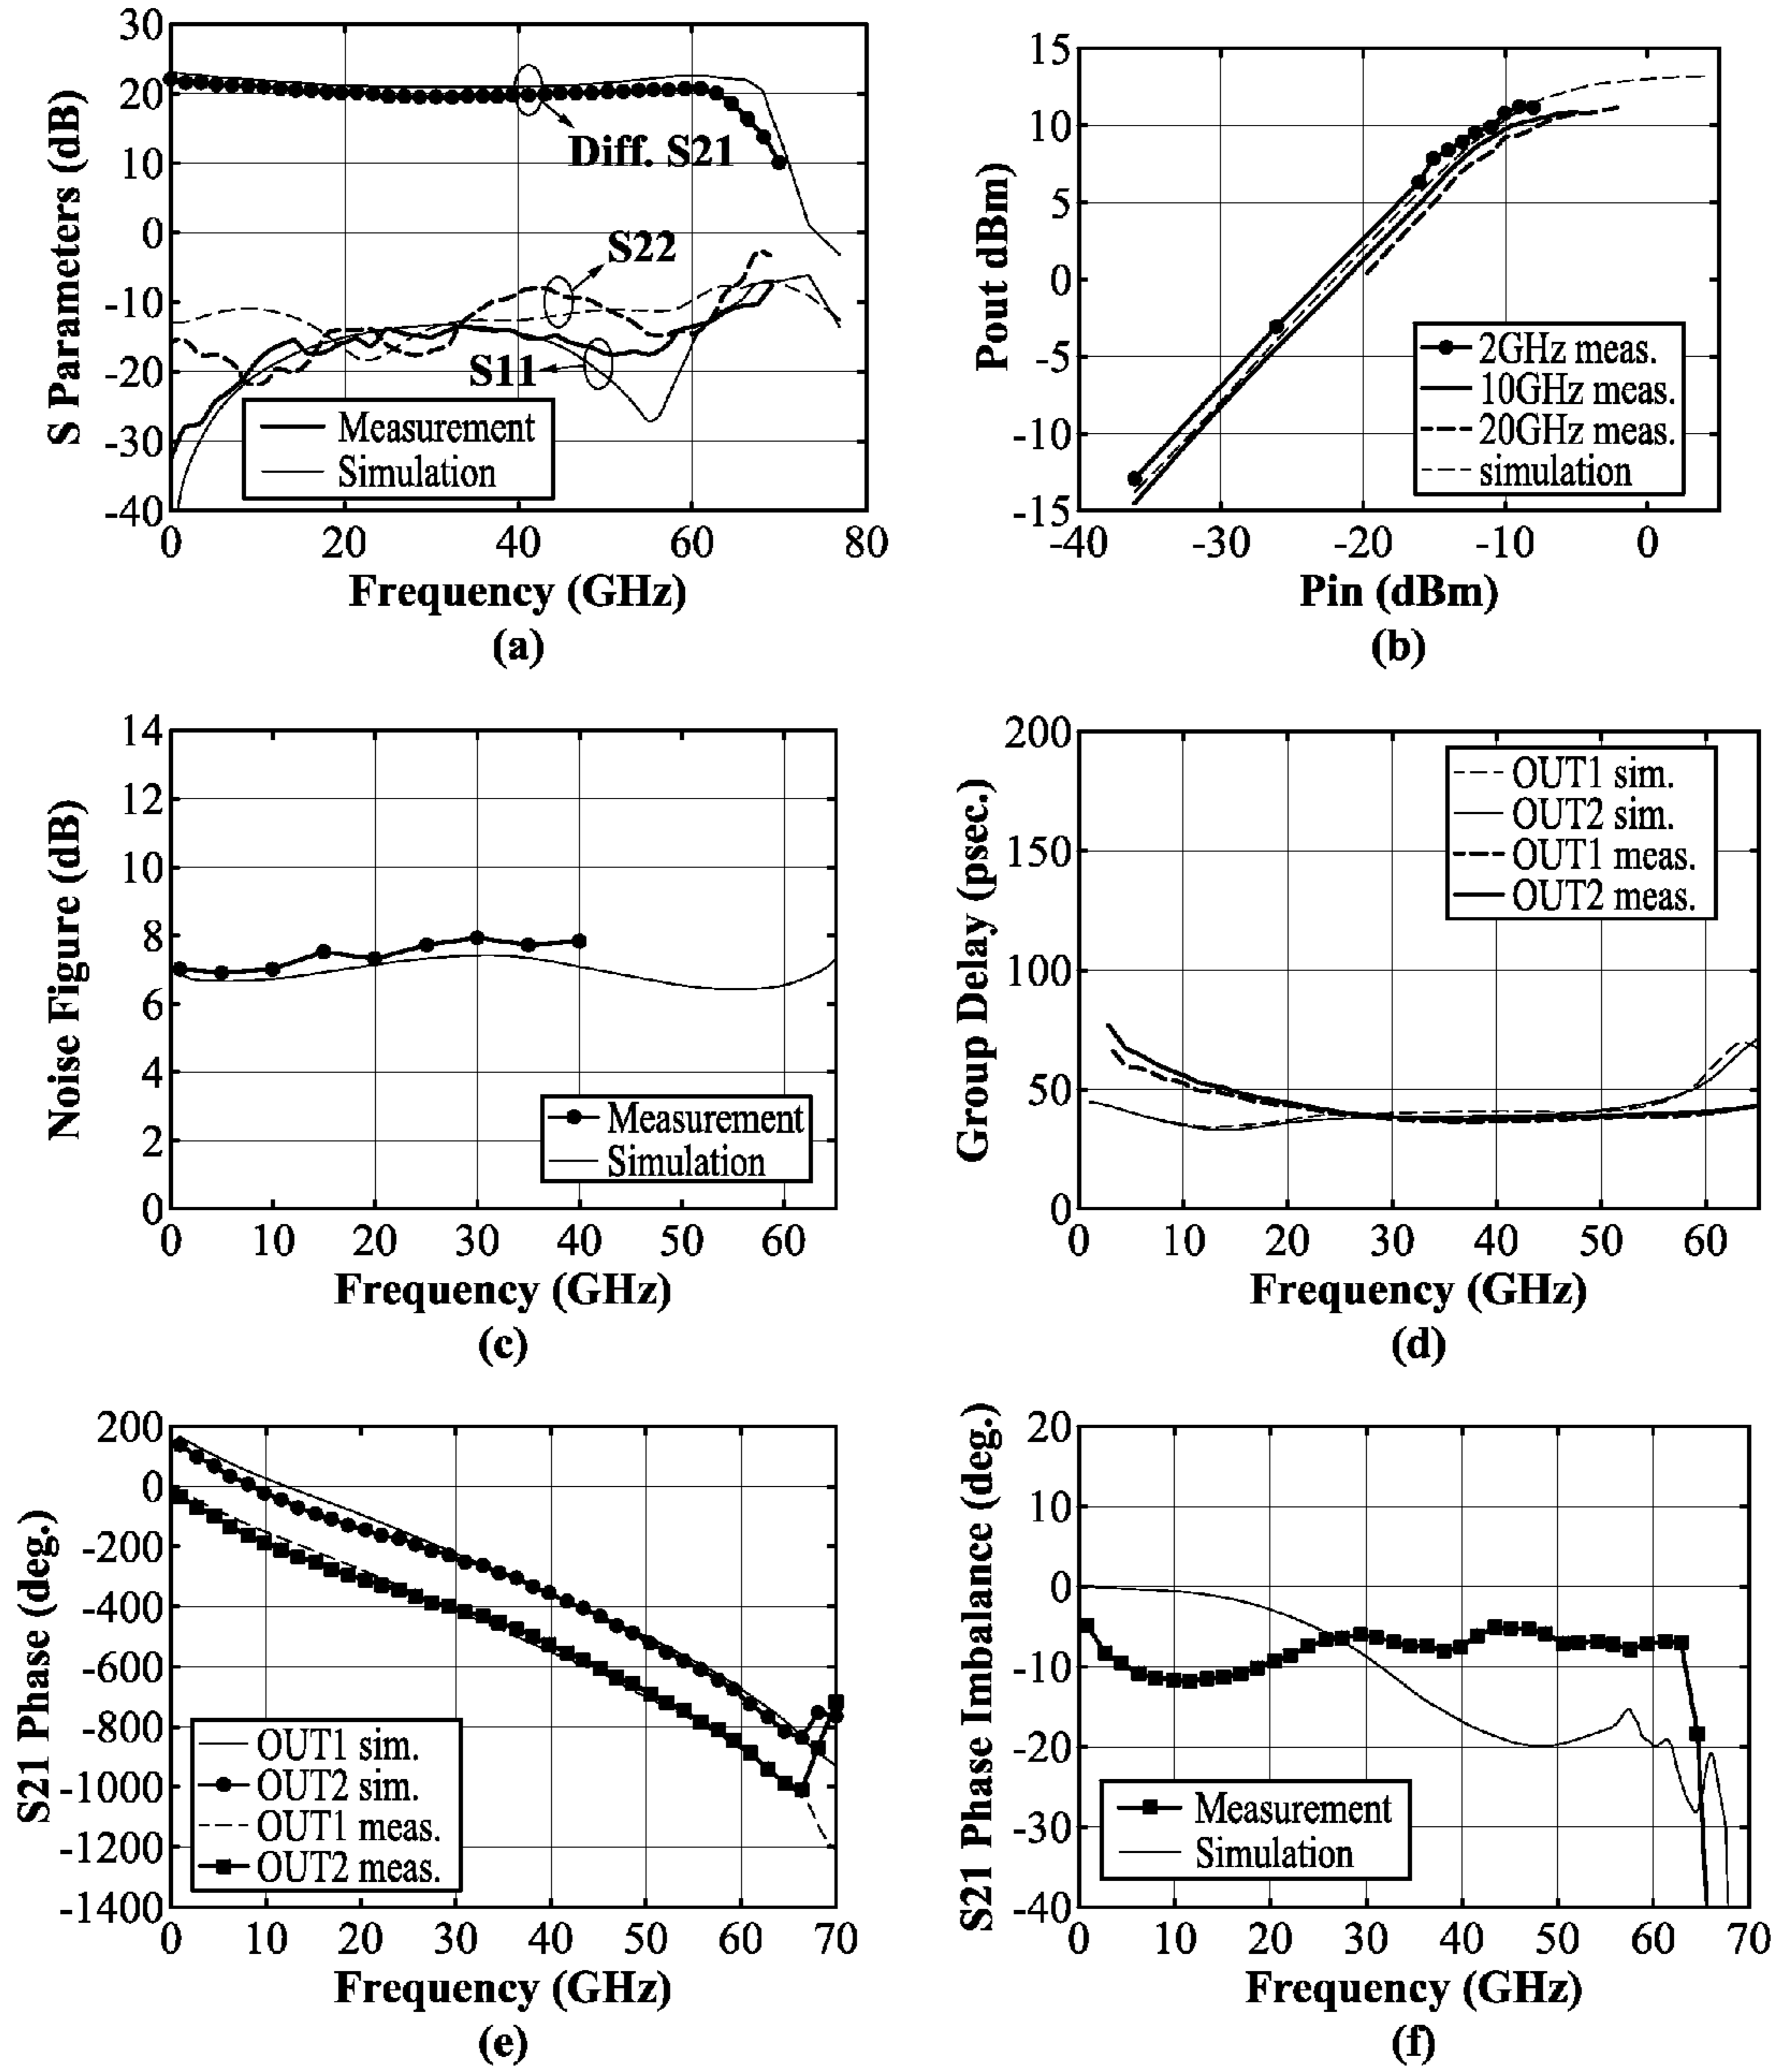 30
20
10
0
-10
-20
-30
-40
S Parameters (dB)
Diff. S21
S22
S11
Measurement
Simulation
0 20 40 60 80
Frequency (GHz)
(a)
15
10
5
0
-5
-10
-15
Pout dBm
2GHz meas.
10GHz meas.
20GHz meas.
simulation
-40 -30 -20 -10 0
Pin (dBm)
(b)
14
12
10
8
6
4
2
0
Noise Figure (dB)
Measurement
Simulation
0 10 20 30 40 50 60
Frequency (GHz)
(c)
200
150
100
50
0
Group Delay (psec.)
OUT1 sim.
OUT2 sim.
OUT1 meas.
OUT2 meas.
0 10 20 30 40 50 60
Frequency (GHz)
(d)
200
0
-200
-400
-600
-800
-1000
-1200
-1400
S21 Phase (deg.)
OUT1 sim.
OUT2 sim.
OUT1 meas.
OUT2 meas.
0 10 20 30 40 50 60 70
Frequency (GHz)
(e)
20
10
0
-10
-20
-30
-40
S21 Phase Imbalance (deg.)
Measurement
Simulation
0 10 20 30 40 50 60 70
Frequency (GHz)
(f)